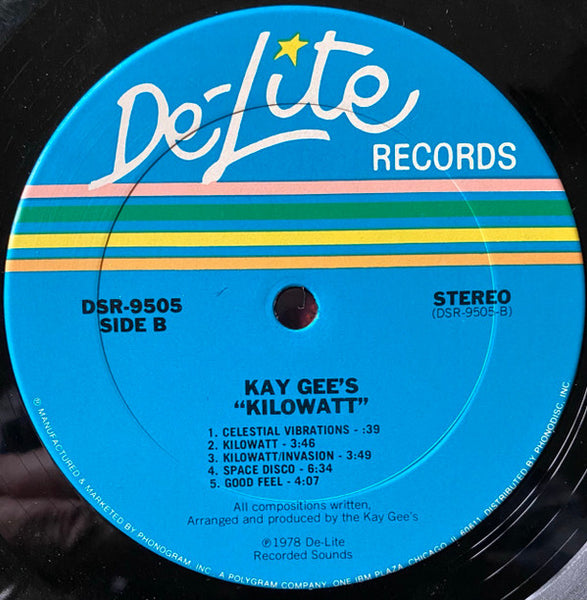 De-Lite
RECORDS
DSR-9505
SIDE B
STEREO
(DSR-9505-B)
KAY GEE'S
"KILOWATT"
1. CELESTIAL VIBRATIONS - :39
2. KILOWATT - 3:46
3. KILOWATT/INVASION - 3:49
4. SPACE DISCO - 6:34
5. GOOD FEEL - 4:07
All compositions written,
Arranged and produced by the Kay Gee's
℗1978 De-Lite
Recorded Sounds
® MANUFACTURED & MARKETED BY PHONOGRAM, INC. A POLYGRAM COMPANY. ONE IBM PLAZA, CHICAGO, IL 60611. DISTRIBUTED BY PHONODISC, INC.